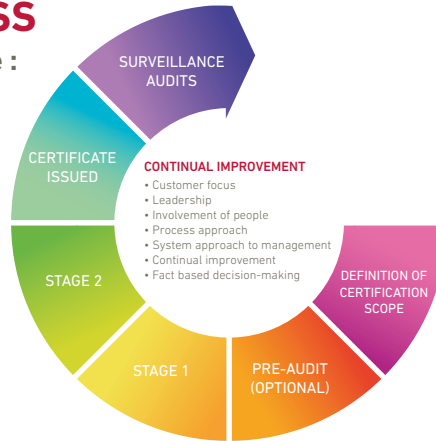 SS
e :
SURVEILLANCE
AUDITS
CERTIFICATE
ISSUED
CONTINUAL IMPROVEMENT
• Customer focus
• Leadership
• Involvement of people
• Process approach
• System approach to management
• Continual improvement
• Fact based decision-making
DEFINITION OF
CERTIFICATION
SCOPE
STAGE 2
STAGE 1
PRE-AUDIT
(OPTIONAL)